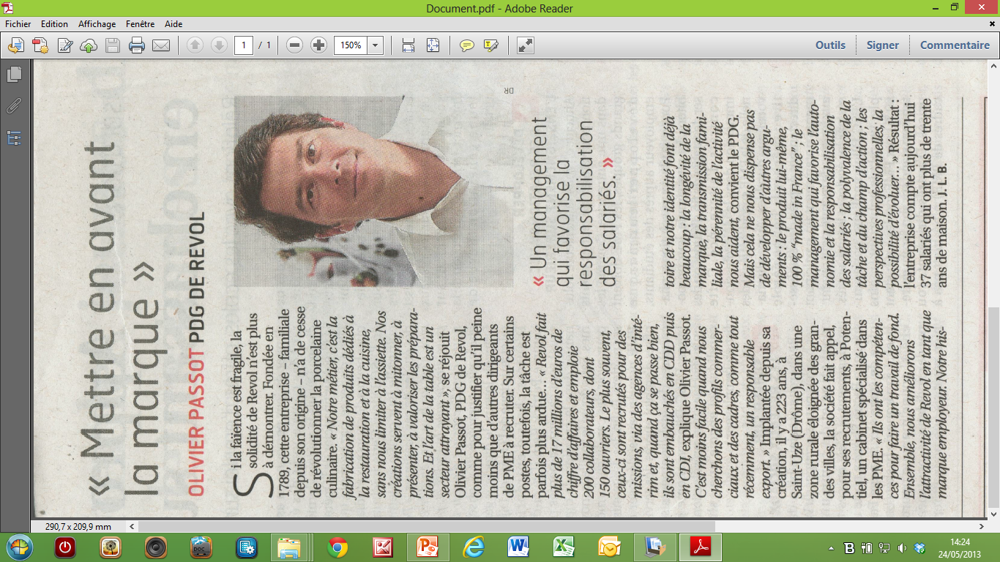 Document.pdf - Adobe Reader
Fichier Edition Affichage Fenêtre Aide
1 / 1 150% Outils Signer Commentaire
« Mettre en avant
la marque »
OLIVIER PASSOT PDG DE REVOL
Si la faïence est fragile, la
solidité de Revol n'est plus
à démontrer. Fondée en
1789, cette entreprise – familiale
depuis son origine – n'a de cesse
de révolutionner la porcelaine
culinaire. « Notre métier, c'est la
fabrication de produits dédiés à
la restauration et à la cuisine,
sans nous limiter à l'assiette. Nos
créations servent à mitonner, à
présenter, à valoriser les prépara-
tions. Et l'art de la table est un
secteur attrayant », se réjouit
Olivier Passot, PDG de Revol,
comme pour justifier qu'il peine
moins que d'autres dirigeants
de PME à recruter. Sur certains
postes, toutefois, la tâche est
parfois plus ardue... « Revol fait
plus de 17 millions d'euros de
chiffre d'affaires et emploie
200 collaborateurs, dont
150 ouvriers. Le plus souvent,
ceux-ci sont recrutés pour des
missions, via des agences d'inté-
rim et, quand ça se passe bien,
ils sont embauchés en CDD puis
en CDI, explique Olivier Passot.
C'est moins facile quand nous
cherchons des profils commer-
ciaux et des cadres, comme tout
récemment, un responsable
export. » Implantée depuis sa
création, il y a 223 ans, à
Saint-Uze (Drôme), dans une
zone rurale éloignée des gran-
des villes, la société fait appel,
pour ses recrutements, à Poten-
tiel, un cabinet spécialisé dans
les PME. « Ils ont les compéten-
ces pour faire un travail de fond.
Ensemble, nous améliorons
l'attractivité de Revol en tant que
marque employeur. Notre his-
DR
« Un management
qui favorise la
responsabilisation
des salariés. »
toire et notre identité font déjà
beaucoup : la longévité de la
marque, la transmission fami-
liale, la pérennité de l'activité
nous aident, convient le PDG.
Mais cela ne nous dispense pas
de développer d'autres argu-
ments : le produit lui-même,
100 % "made in France" ; le
management qui favorise l'auto-
nomie et la responsabilisation
des salariés ; la polyvalence de la
tâche et du champ d'action ; les
perspectives professionnelles, la
possibilité d'évoluer... » Résultat :
l'entreprise compte aujourd'hui
37 salariés qui ont plus de trente
ans de maison. J. L. B.
290,7 x 209,9 mm
14:24
24/05/2013